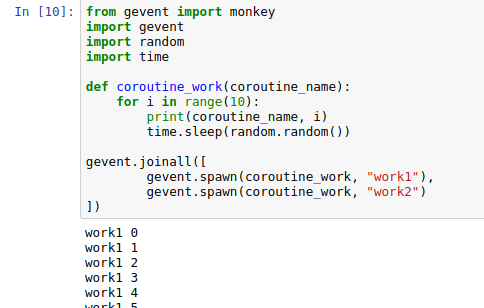 In [10]: from gevent import monkey
import gevent
import random
import time

def coroutine_work(coroutine_name):
    for i in range(10):
        print(coroutine_name, i)
        time.sleep(random.random())

gevent.joinall([
        gevent.spawn(coroutine_work, "work1"),
        gevent.spawn(coroutine_work, "work2")
])
work1 0
work1 1
work1 2
work1 3
work1 4
work1 5